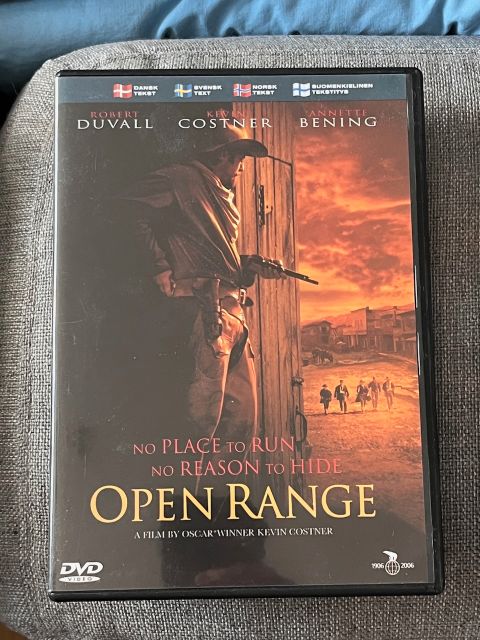 DANSK TEKST
SVENSK TEXT
NORSK TEKST
SUOMENKIELINEN TEKSTITYS
ROBERT DUVALL
KEVIN COSTNER
ANNETTE BENING
NO PLACE TO RUN
NO REASON TO HIDE
OPEN RANGE
A FILM BY OSCAR® WINNER KEVIN COSTNER
DVD
VIDEO
1906 2006